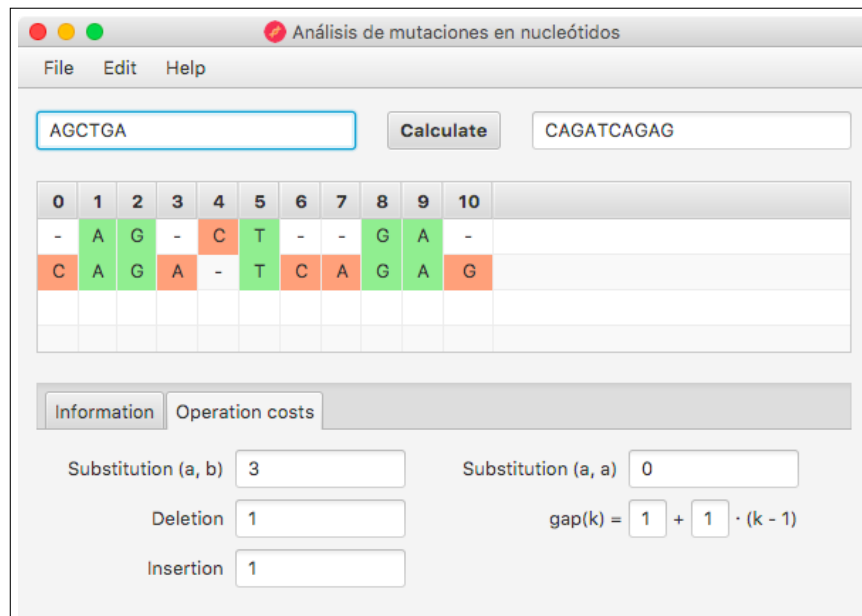 Análisis de mutaciones en nucleótidos
File Edit Help
AGCTGA Calculate CAGATCAGAG
0 1 2 3 4 5 6 7 8 9 10
- A G - C T - - G A -
C A G A - T C A G A G
Information Operation costs
Substitution (a, b) 3 Substitution (a, a) 0
Deletion 1 gap(k) = 1 + 1 · (k - 1)
Insertion 1